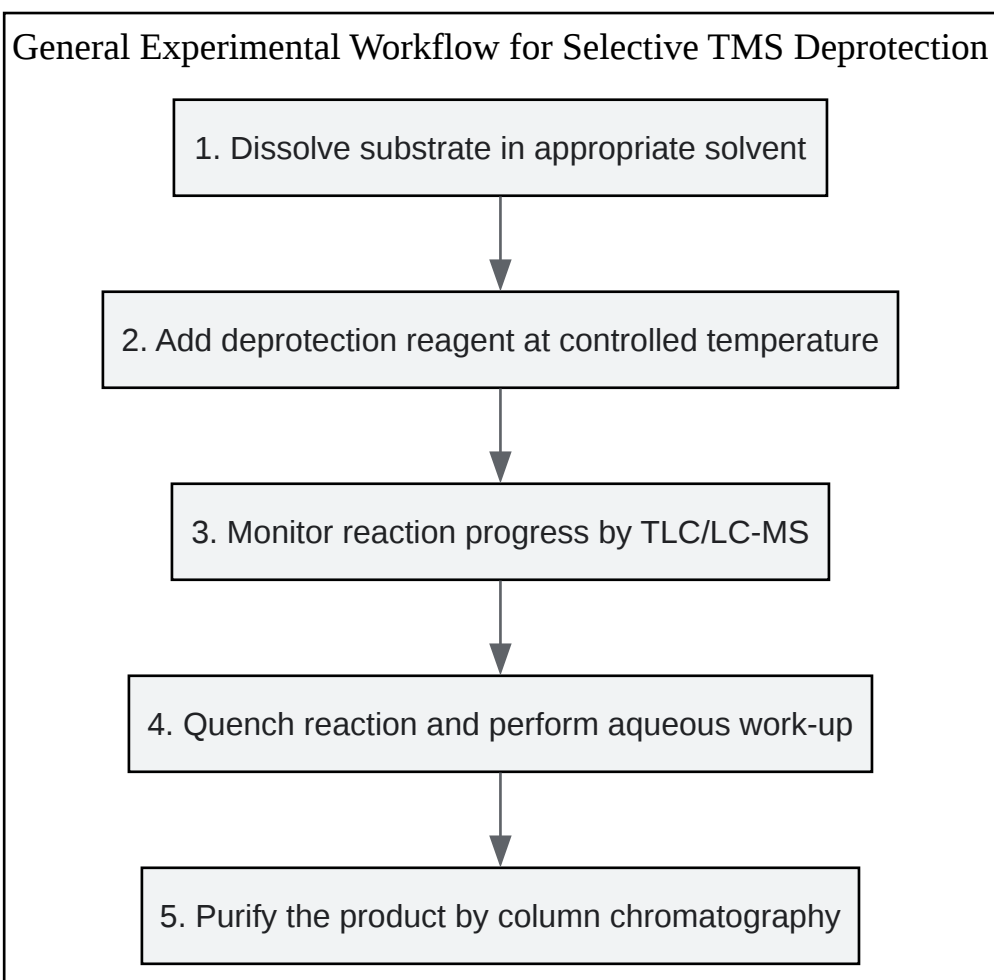 General Experimental Workflow for Selective TMS Deprotection
1. Dissolve substrate in appropriate solvent
2. Add deprotection reagent at controlled temperature
3. Monitor reaction progress by TLC/LC-MS
4. Quench reaction and perform aqueous work-up
5. Purify the product by column chromatography